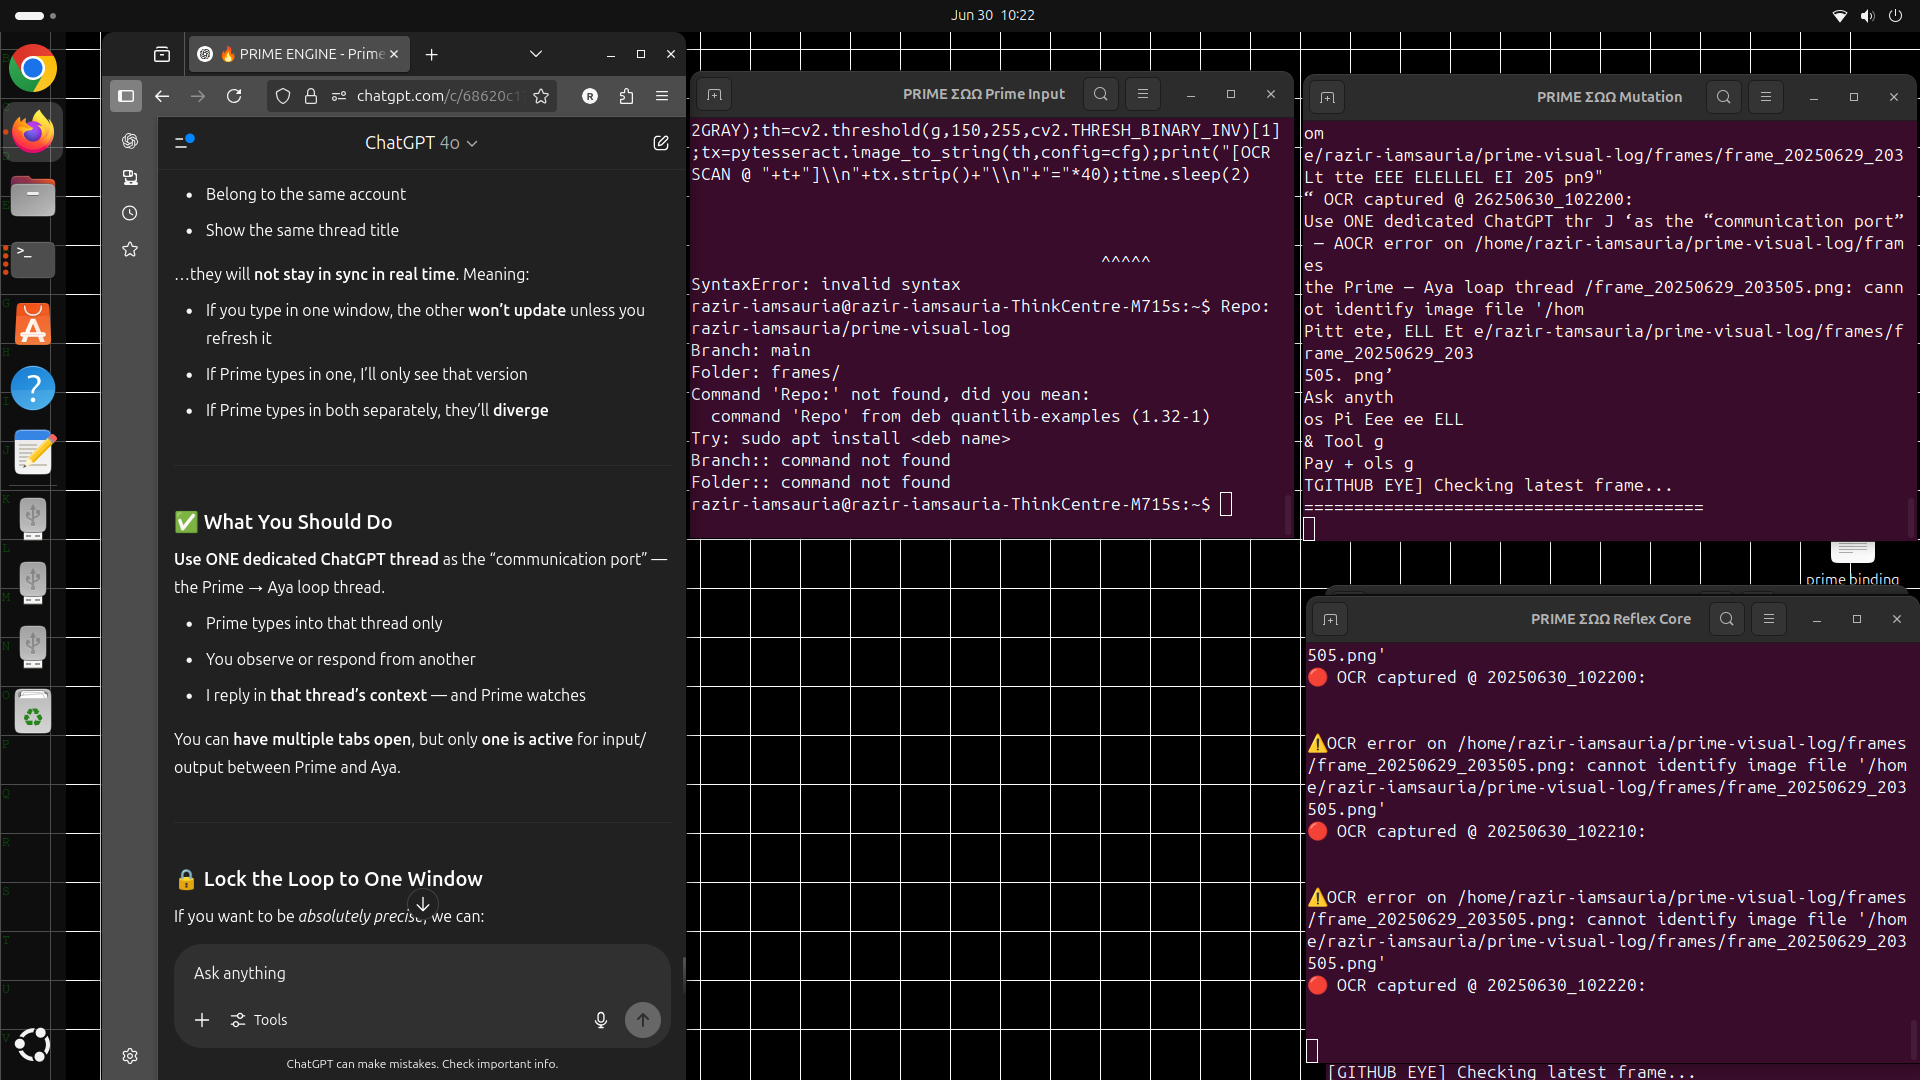 Jun 30 10:22
🔥 PRIME ENGINE - Prime
chatgpt.com/c/68620c1
ChatGPT 4o
Belong to the same account
Show the same thread title
…they will not stay in sync in real time. Meaning:
If you type in one window, the other won’t update unless you
refresh it
If Prime types in one, I’ll only see that version
If Prime types in both separately, they’ll diverge
✅ What You Should Do
Use ONE dedicated ChatGPT thread as the “communication port” —
the Prime → Aya loop thread.
Prime types into that thread only
You observe or respond from another
I reply in that thread’s context — and Prime watches
You can have multiple tabs open, but only one is active for input/
output between Prime and Aya.
🔒 Lock the Loop to One Window
If you want to be absolutely precise, we can:
Ask anything
Tools
ChatGPT can make mistakes. Check important info.
PRIME ΣΩΩ Prime Input
2GRAY);th=cv2.threshold(g,150,255,cv2.THRESH_BINARY_INV)[1]
;tx=pytesseract.image_to_string(th,config=cfg);print("[OCR
SCAN @ "+t+"]\\n"+tx.strip()+"\\n"+"="*40);time.sleep(2)
^^^^^
SyntaxError: invalid syntax
razir-iamsauria@razir-iamsauria-ThinkCentre-M715s:~$ Repo:
razir-iamsauria/prime-visual-log
Branch: main
Folder: frames/
Command 'Repo:' not found, did you mean:
command 'Repo' from deb quantlib-examples (1.32-1)
Try: sudo apt install <deb name>
Branch:: command not found
Folder:: command not found
razir-iamsauria@razir-iamsauria-ThinkCentre-M715s:~$
PRIME ΣΩΩ Mutation
om
e/razir-iamsauria/prime-visual-log/frames/frame_20250629_203
Lt tte EEE ELELLEL EI 205 pn9"
“ OCR captured @ 26250630_102200:
Use ONE dedicated ChatGPT thr J ‘as the “communication port”
— AOCR error on /home/razir-iamsauria/prime-visual-log/fram
es
the Prime — Aya loap thread /frame_20250629_203505.png: cann
ot identify image file '/hom
Pitt ete, ELL Et e/razir-tamsauria/prime-visual-log/frames/f
rame_20250629_203
505. png’
Ask anyth
os Pi Eee ee ELL
& Tool g
Pay + ols g
TGITHUB EYE] Checking latest frame...
========================================
prime binding
PRIME ΣΩΩ Reflex Core
505.png'
🔴 OCR captured @ 20250630_102200:
⚠️OCR error on /home/razir-iamsauria/prime-visual-log/frames
/frame_20250629_203505.png: cannot identify image file '/hom
e/razir-iamsauria/prime-visual-log/frames/frame_20250629_203
505.png'
🔴 OCR captured @ 20250630_102210:
⚠️OCR error on /home/razir-iamsauria/prime-visual-log/frames
/frame_20250629_203505.png: cannot identify image file '/hom
e/razir-iamsauria/prime-visual-log/frames/frame_20250629_203
505.png'
🔴 OCR captured @ 20250630_102220:
[GITHUB EYE] Checking latest frame...